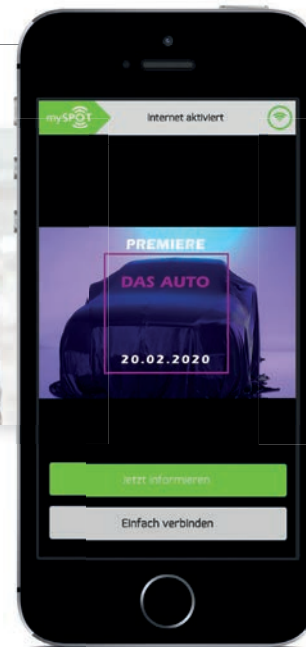 mySPOT
Internet aktiviert
PREMIERE
DAS AUTO
20.02.2020
Jetzt informieren
Einfach verbinden